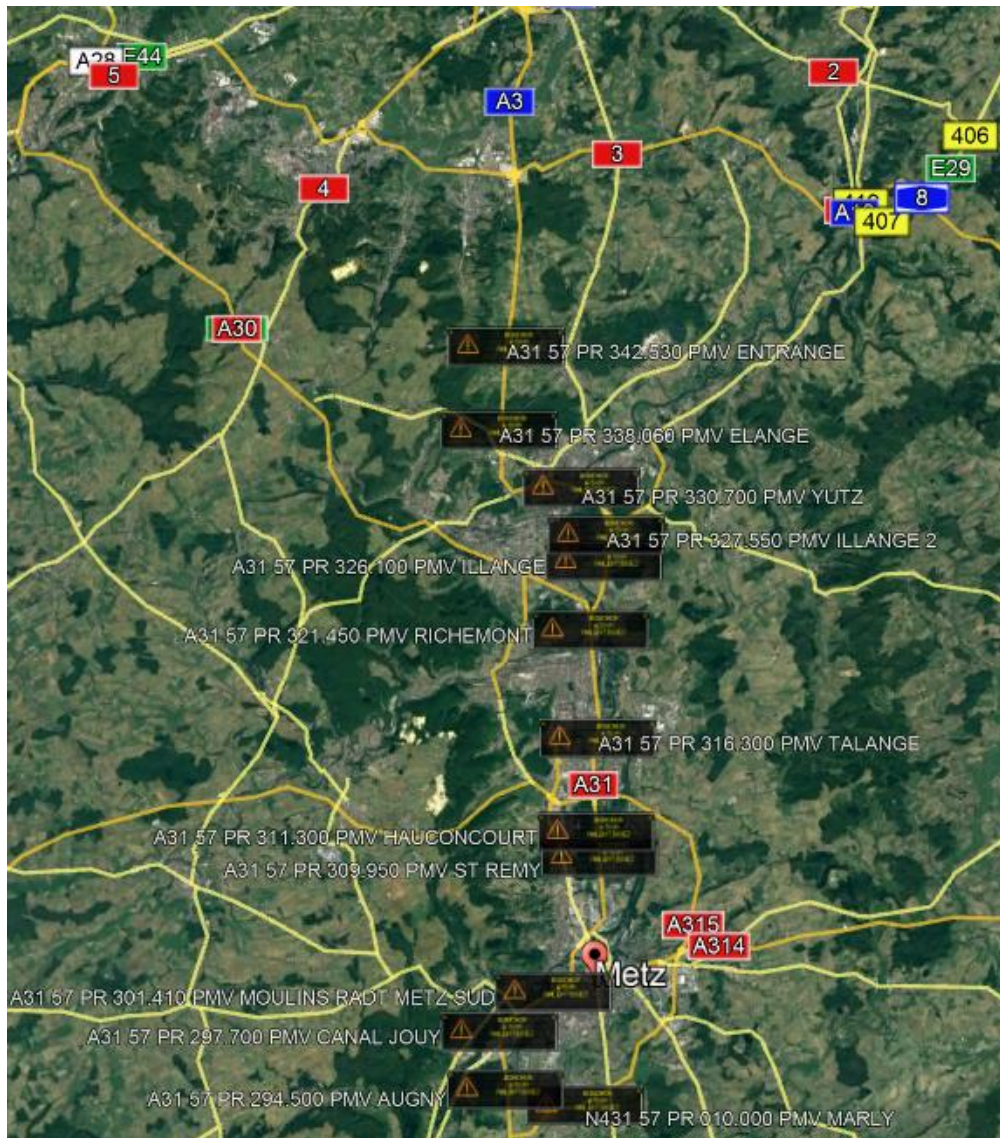 A28
E44
5
2
A3
406
3
E29
4
8
407
A30
A31 57 PR 342.530 PMV ENTRANGE
A31 57 PR 338.060 PMV ELANGE
A31 57 PR 330.700 PMV YUTZ
A31 57 PR 327.550 PMV ILLANGE 2
A31 57 PR 326.100 PMV ILLANGE
A31 57 PR 321.450 PMV RICHEMONT
A31 57 PR 316.300 PMV TALANGE
A31
A31 57 PR 311.300 PMV HAUCONCOURT
A31 57 PR 309.950 PMV ST REMY
A315
A314
Metz
A31 57 PR 301.410 PMV MOULINS RADT METZ SUD
A31 57 PR 297.700 PMV CANAL JOUY
A31 57 PR 294.500 PMV AUGNY
N431 57 PR 010.000 PMV MARLY